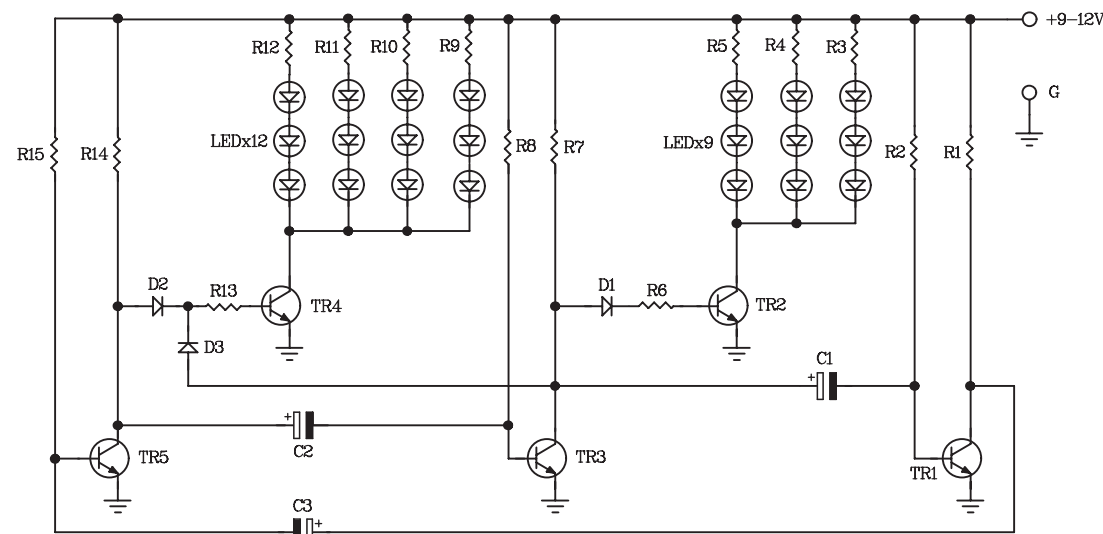 +9-12V
R12
R11
R10
R9
R5
R4
R3
G
LEDx12
LEDx9
R15
R14
R8
R7
R2
R1
D2
R13
TR4
D1
R6
TR2
D3
C1
+
+
C2
TR5
TR3
TR1
C3
+